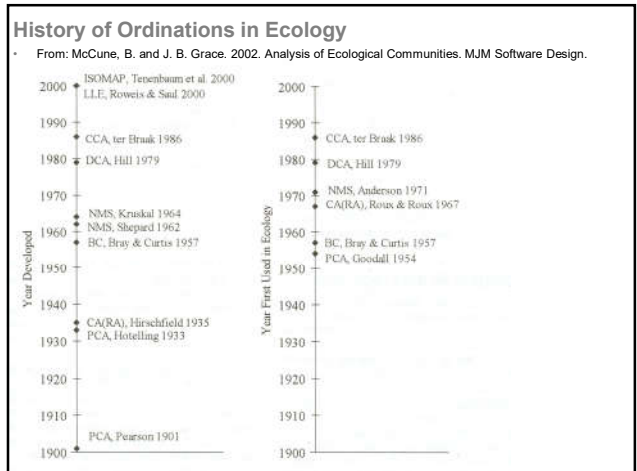 History of Ordinations in Ecology
• From: McCune, B. and J. B. Grace. 2002. Analysis of Ecological Communities. MJM Software Design.
Year Developed
2000
ISOMAP, Tenenbaum et al. 2000
LLE, Roweis & Saul 2000
1990
CCA, ter Braak 1986
1980
DCA, Hill 1979
1970
NMS, Kruskal 1964
NMS, Shepard 1962
1960
BC, Bray & Curtis 1957
1950
1940
CA(RA), Hirschfield 1935
PCA, Hotelling 1933
1930
1920
1910
PCA, Pearson 1901
1900
Year First Used in Ecology
2000
1990
CCA, ter Braak 1986
1980
DCA, Hill 1979
NMS, Anderson 1971
1970
CA(RA), Roux & Roux 1967
1960
BC, Bray & Curtis 1957
PCA, Goodall 1954
1950
1940
1930
1920
1910
1900